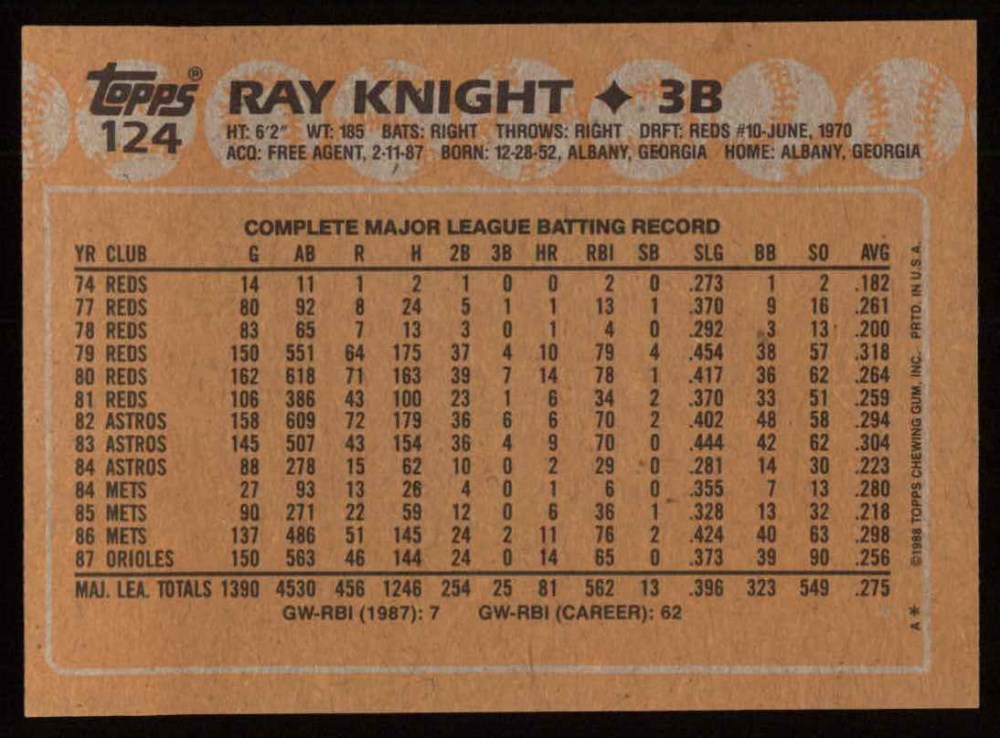 topps® RAY KNIGHT ✦ 3B
124
HT: 6'2" WT: 185 BATS: RIGHT THROWS: RIGHT DRFT: REDS #10-JUNE, 1970
ACQ: FREE AGENT, 2-11-87 BORN: 12-28-52, ALBANY, GEORGIA HOME: ALBANY, GEORGIA
COMPLETE MAJOR LEAGUE BATTING RECORD
YR CLUB G AB R H 2B 3B HR RBI SB SLG BB SO AVG
74 REDS 14 11 1 2 1 0 0 2 0 .273 1 2 .182
77 REDS 80 92 8 24 5 1 1 13 1 .370 9 16 .261
78 REDS 83 65 7 13 3 0 1 4 0 .292 3 13 .200
79 REDS 150 551 64 175 37 4 10 79 4 .454 38 57 .318
80 REDS 162 618 71 163 39 7 14 78 1 .417 36 62 .264
81 REDS 106 386 43 100 23 1 6 34 2 .370 33 51 .259
82 ASTROS 158 609 72 179 36 6 6 70 2 .402 48 58 .294
83 ASTROS 145 507 43 154 36 4 9 70 0 .444 42 62 .304
84 ASTROS 88 278 15 62 10 0 2 29 0 .281 14 30 .223
84 METS 27 93 13 26 4 0 1 6 0 .355 7 13 .280
85 METS 90 271 22 59 12 0 6 36 1 .328 13 32 .218
86 METS 137 486 51 145 24 2 11 76 2 .424 40 63 .298
87 ORIOLES 150 563 46 144 24 0 14 65 0 .373 39 90 .256
MAJ. LEA. TOTALS 1390 4530 456 1246 254 25 81 562 13 .396 323 549 .275
GW-RBI (1987): 7 GW-RBI (CAREER): 62
A* ©1988 TOPPS CHEWING GUM, INC. PRTD. IN U.S.A.